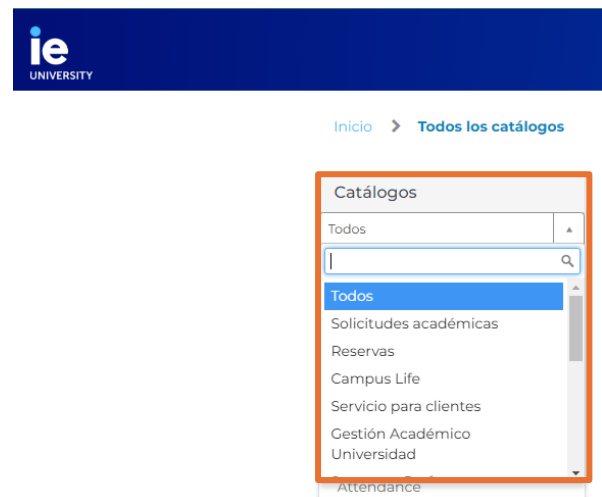 ie
UNIVERSITY
Inicio > Todos los catálogos
Catálogos
Todos
Todos
Solicitudes académicas
Reservas
Campus Life
Servicio para clientes
Gestión Académico
Universidad
Attendance